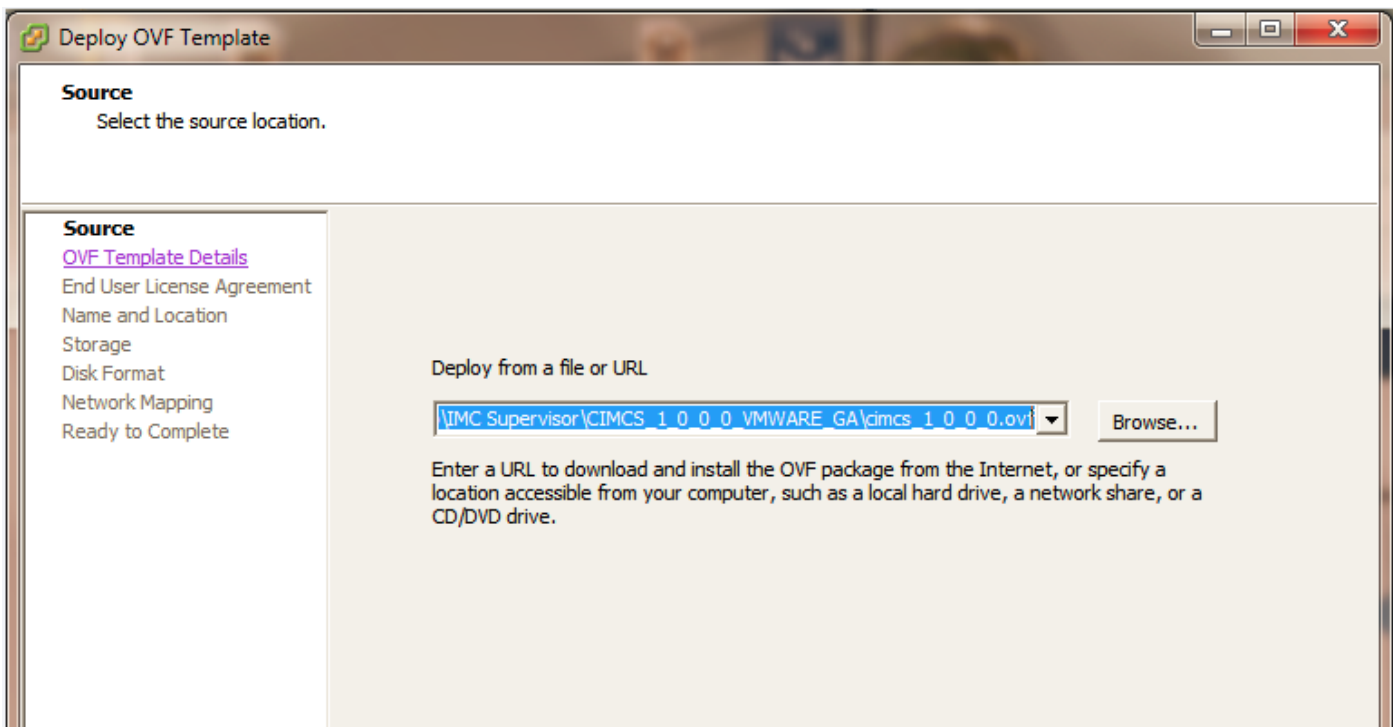 Deploy OVF Template
Source
Select the source location.
Source
OVF Template Details
End User License Agreement
Name and Location
Storage
Disk Format
Network Mapping
Ready to Complete
Deploy from a file or URL
\IMC Supervisor\CIMCS_1_0_0_0_VMWARE_GA\cimcs_1_0_0_0.ovf
Browse...
Enter a URL to download and install the OVF package from the Internet, or specify a
location accessible from your computer, such as a local hard drive, a network share, or a
CD/DVD drive.